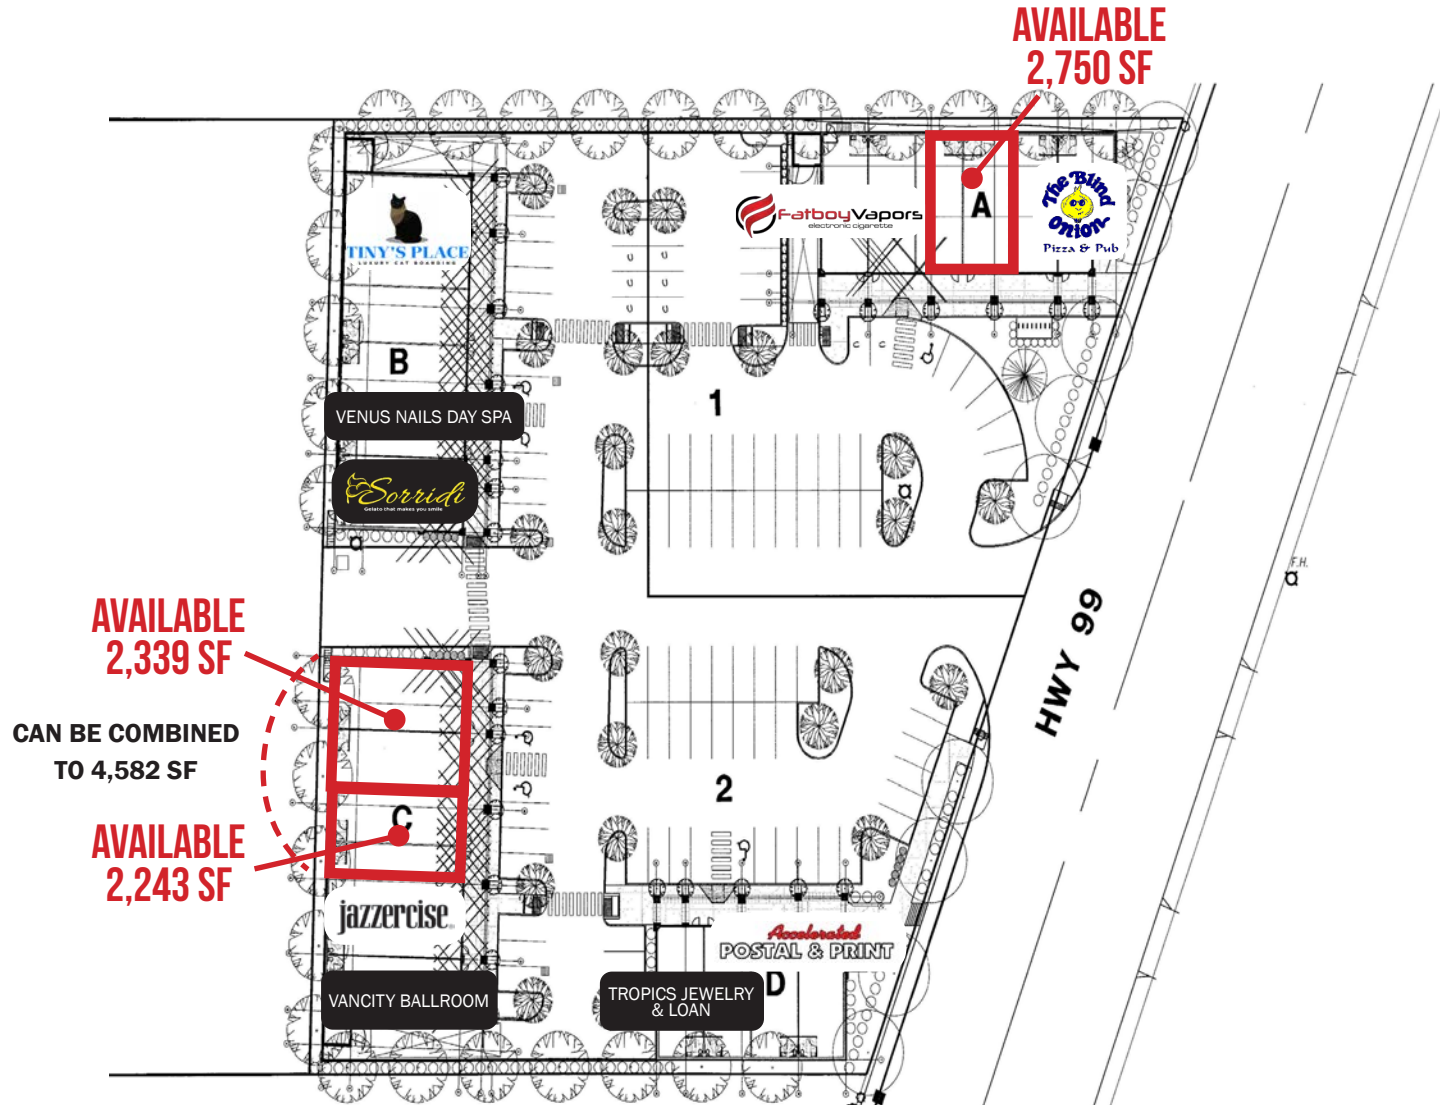 AVAILABLE
2,750 SF
TINY'S PLACE
LUXURY CAT BOARDING
FatboyVapors
electronic cigarette
A
The Blind
Onion
Pizza & Pub
B
VENUS NAILS DAY SPA
1
Sorridi
Gelato that makes you smile
F.H.
HWY 99
AVAILABLE
2,339 SF
CAN BE COMBINED
TO 4,582 SF
2
C
AVAILABLE
2,243 SF
jazzercise
Accelerated
POSTAL & PRINT
D
VANCITY BALLROOM
TROPICS JEWELRY
& LOAN